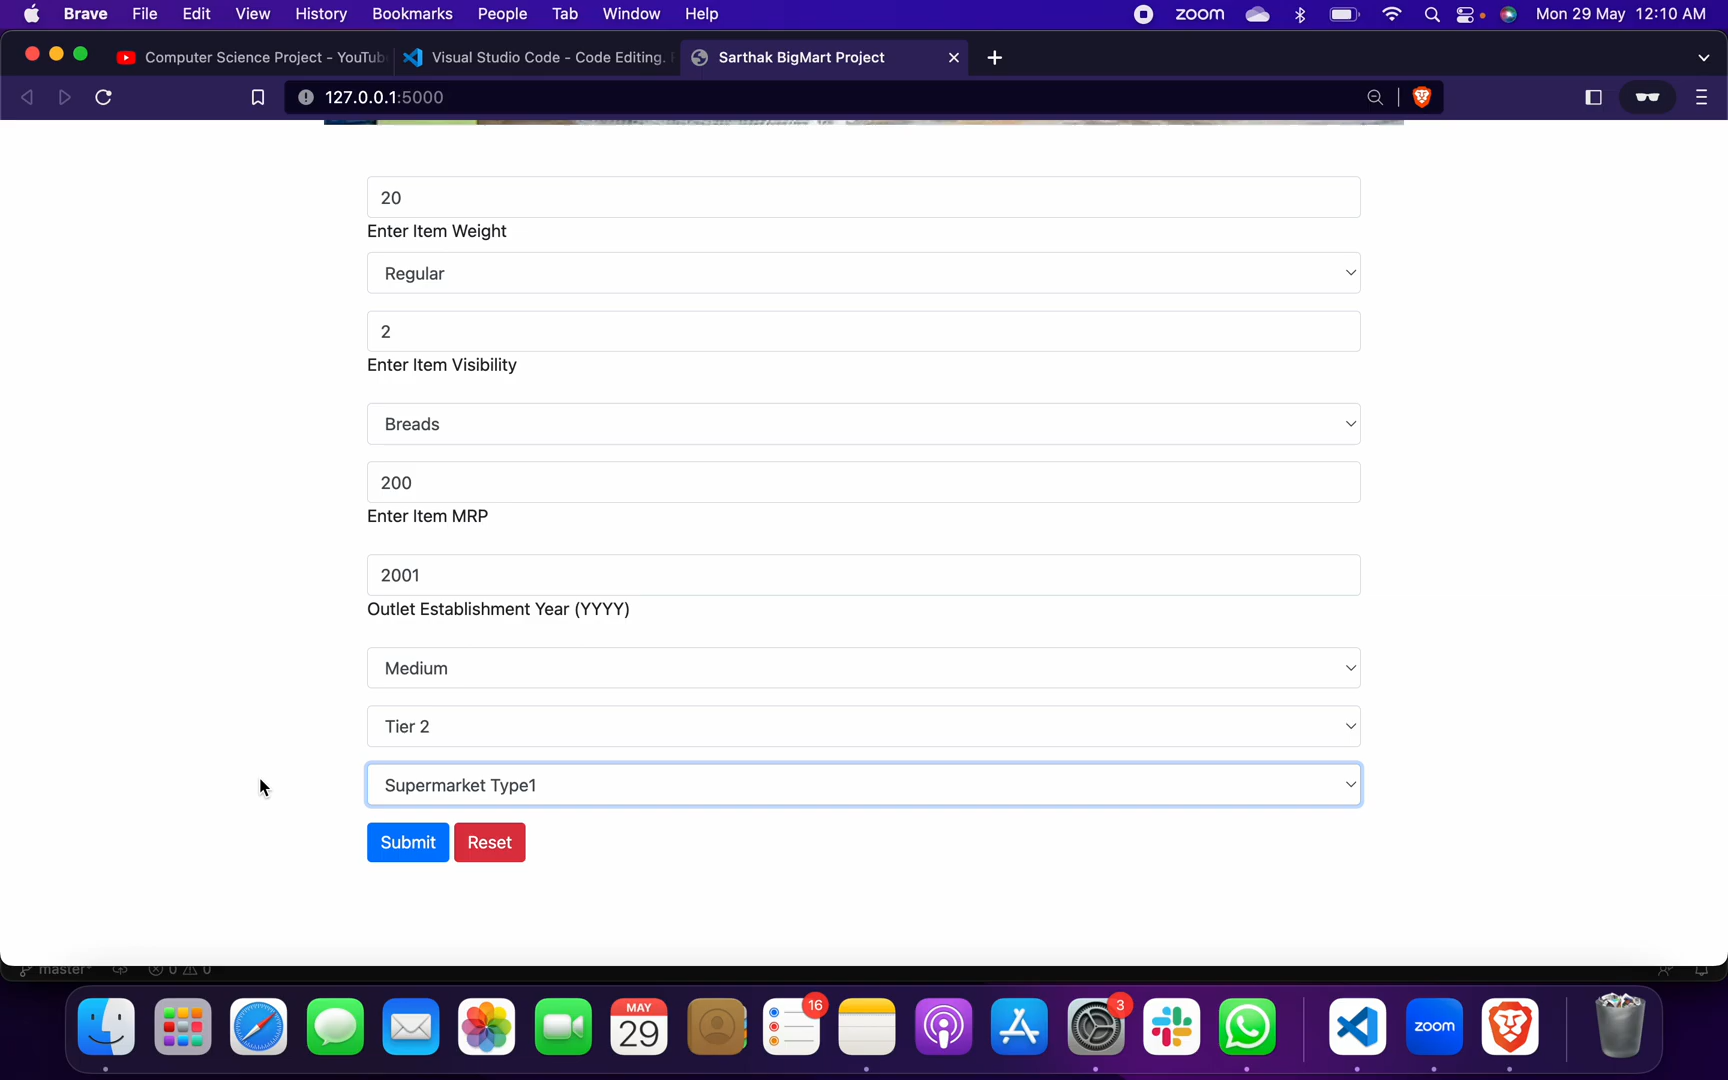 Brave File Edit View History Bookmarks People Tab Window Help zoom Mon 29 May 12:10 AM
Computer Science Project - YouTub Visual Studio Code - Code Editing. Sarthak BigMart Project
127.0.0.1:5000
20
Enter Item Weight
Regular
2
Enter Item Visibility
Breads
200
Enter Item MRP
2001
Outlet Establishment Year (YYYY)
Medium
Tier 2
Supermarket Type1
Submit Reset
master* 0 0
16 3
MAY
29
zoom